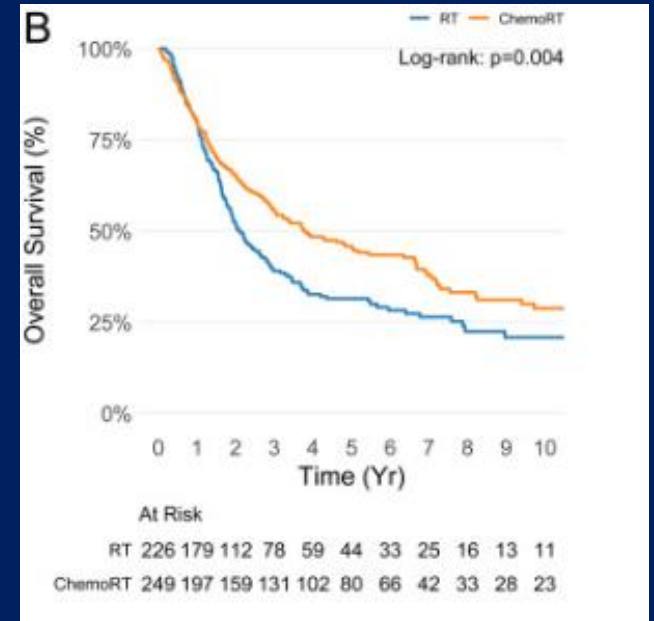 B
RT ChemoRT
Log-rank: p=0.004
Overall Survival (%)
100%
75%
50%
25%
0%
0 1 2 3 4 5 6 7 8 9 10
Time (Yr)
At Risk
RT 226 179 112 78 59 44 33 25 16 13 11
ChemoRT 249 197 159 131 102 80 66 42 33 28 23